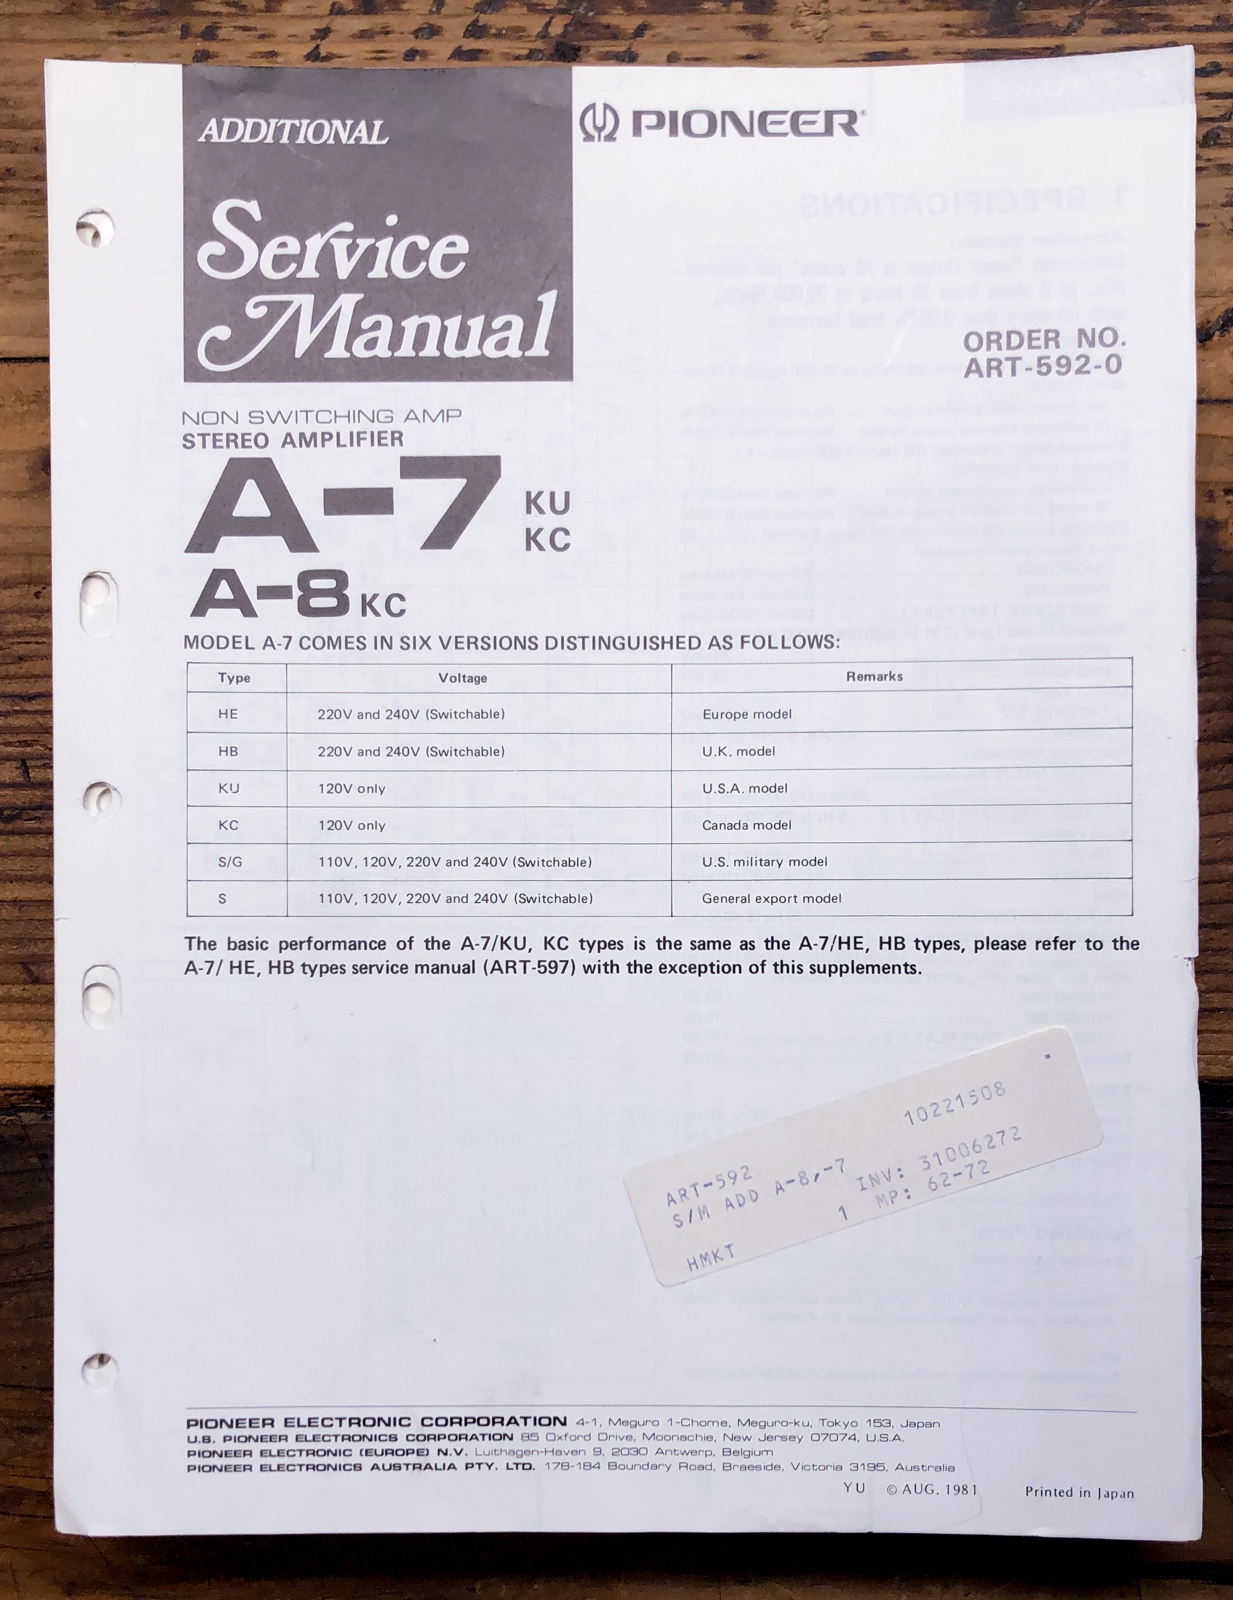 ADDITIONAL
Service
Manual
PIONEER®
ORDER NO.
ART-592-0
NON SWITCHING AMP
STEREO AMPLIFIER
A-7 KU
KC
A-8 KC
MODEL A-7 COMES IN SIX VERSIONS DISTINGUISHED AS FOLLOWS:
Type Voltage Remarks
HE 220V and 240V (Switchable) Europe model
HB 220V and 240V (Switchable) U.K. model
KU 120V only U.S.A. model
KC 120V only Canada model
S/G 110V, 120V, 220V and 240V (Switchable) U.S. military model
S 110V, 120V, 220V and 240V (Switchable) General export model
The basic performance of the A-7/KU, KC types is the same as the A-7/HE, HB types, please refer to the
A-7/ HE, HB types service manual (ART-597) with the exception of this supplements.
10221508
ART-592
S/M ADD A-8,-7 INV: 31006272
1 MP: 62-72
HMKT
PIONEER ELECTRONIC CORPORATION 4-1, Meguro 1-Chome, Meguro-ku, Tokyo 153, Japan
U.S. PIONEER ELECTRONICS CORPORATION 85 Oxford Drive, Moonachie, New Jersey 07074, U.S.A.
PIONEER ELECTRONIC (EUROPE) N.V. Luithagen-Haven 9, 2030 Antwerp, Belgium
PIONEER ELECTRONICS AUSTRALIA PTY. LTD. 178-184 Boundary Road, Braeside, Victoria 3195, Australia
YU © AUG. 1981 Printed in Japan